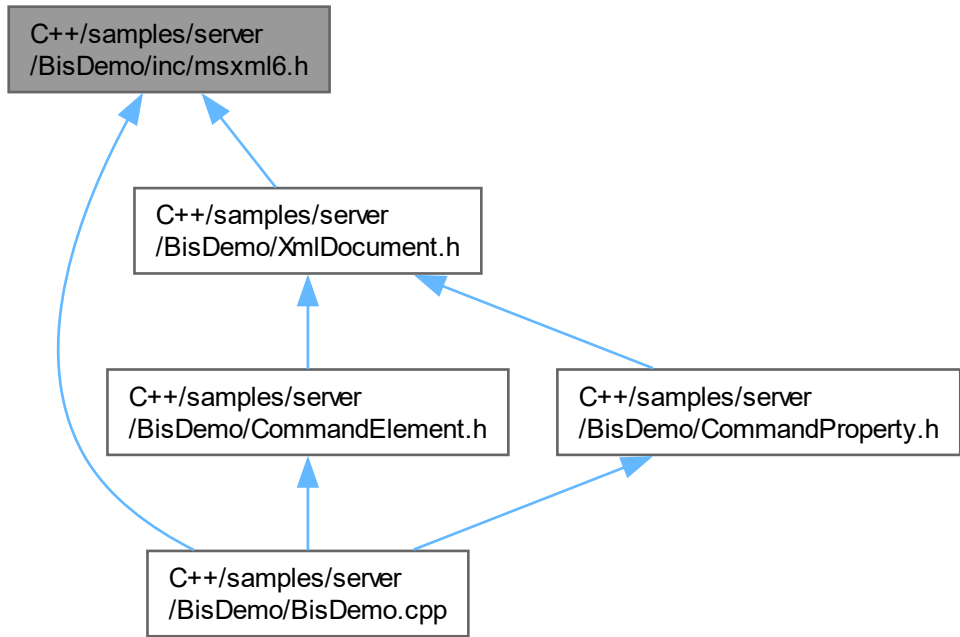 C++/samples/server
/BisDemo/inc/msxml6.h
C++/samples/server
/BisDemo/XmlDocument.h
C++/samples/server
/BisDemo/CommandElement.h
C++/samples/server
/BisDemo/CommandProperty.h
C++/samples/server
/BisDemo/BisDemo.cpp